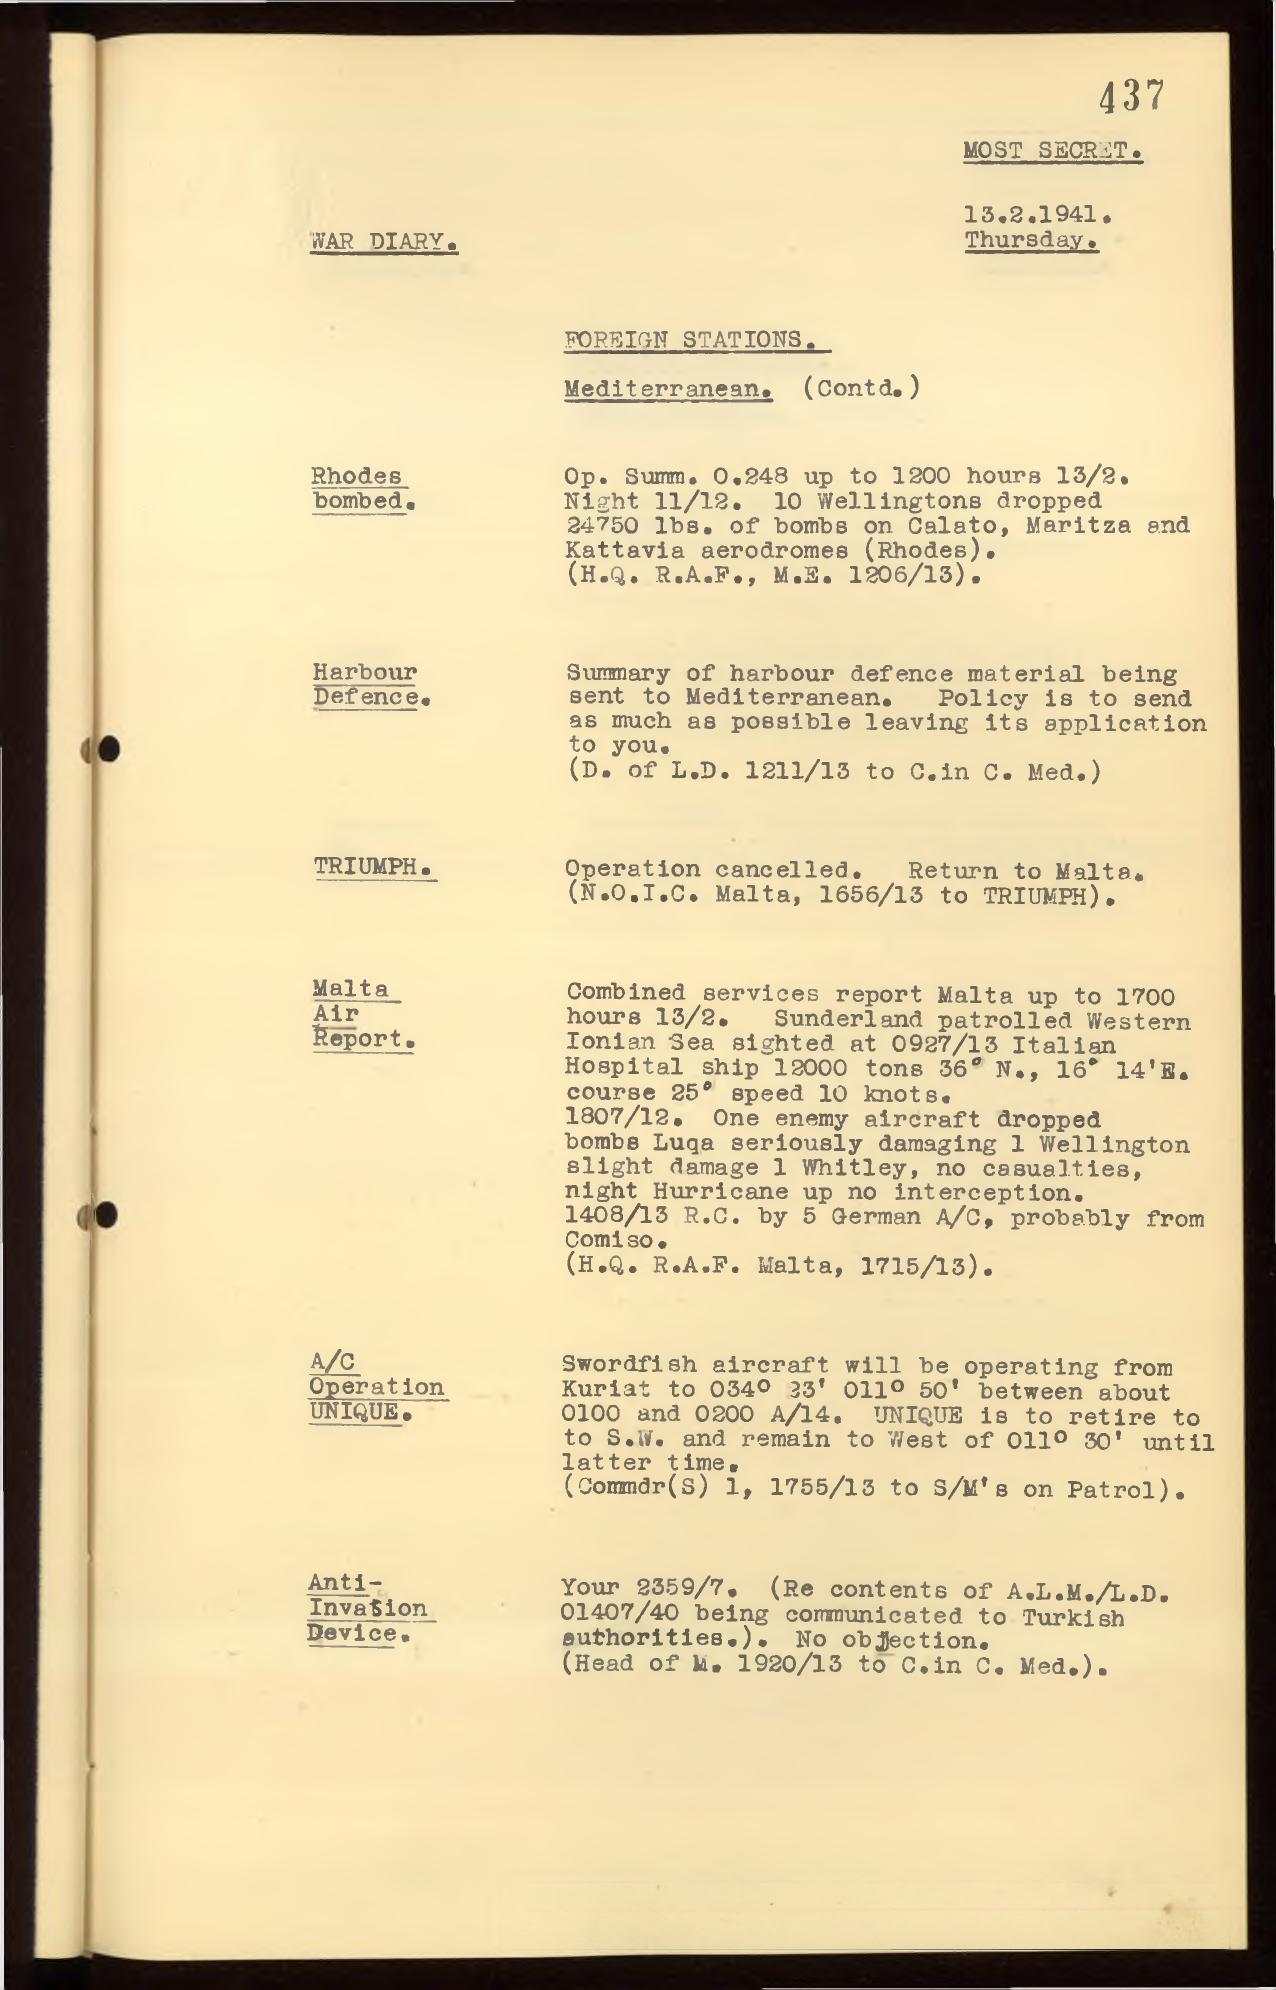 437
MOST SECRET.
13.2.1941.
Thursday.
WAR DIARY.
FOREIGN STATIONS.
Mediterranean. (Contd.)
Rhodes
bombed.
Op. Summ. 0.248 up to 1200 hours 13/2.
Night 11/12. 10 Wellingtons dropped
24750 lbs. of bombs on Calato, Maritza and
Kattavia aerodromes (Rhodes).
(H.Q. R.A.F., M.E. 1206/13).
Harbour
Defence.
Summary of harbour defence material being
sent to Mediterranean. Policy is to send
as much as possible leaving its application
to you.
(D. of L.D. 1211/13 to C.in C. Med.)
TRIUMPH.
Operation cancelled. Return to Malta.
(N.O.I.C. Malta, 1656/13 to TRIUMPH).
Malta
Air
Report.
Combined services report Malta up to 1700
hours 13/2. Sunderland patrolled Western
Ionian Sea sighted at 0927/13 Italian
Hospital ship 12000 tons 36° N., 16° 14'E.
course 25° speed 10 knots.
1807/12. One enemy aircraft dropped
bombs Luqa seriously damaging 1 Wellington
slight damage 1 Whitley, no casualties,
night Hurricane up no interception.
1408/13 R.C. by 5 German A/C, probably from
Comiso.
(H.Q. R.A.F. Malta, 1715/13).
A/C
Operation
UNIQUE.
Swordfish aircraft will be operating from
Kuriat to 034° 23' 011° 50' between about
0100 and 0200 A/14. UNIQUE is to retire to
to S.W. and remain to West of 011° 30' until
latter time.
(Commdr(S) 1, 1755/13 to S/M's on Patrol).
Anti-
Invasion
Device.
Your 2359/7. (Re contents of A.L.M./L.D.
01407/40 being communicated to Turkish
authorities.). No objection.
(Head of M. 1920/13 to C.in C. Med.).